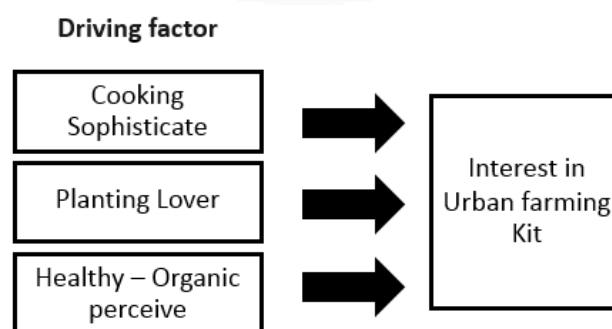 Driving factor
Cooking
Sophisticate
Planting Lover
Healthy – Organic
perceive
Interest in
Urban farming
Kit